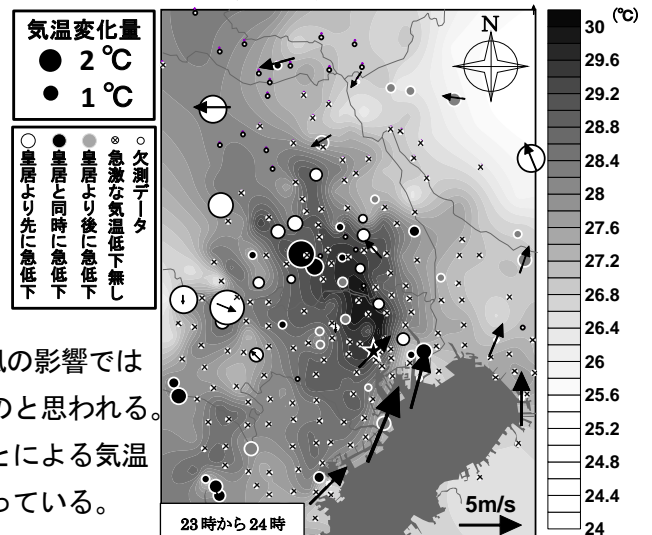 気温変化量
2℃
1℃
欠測データ
急激な気温低下無し
皇居より後に急低下
皇居と同時に急低下
皇居より先に急低下
の影響では
のと思われる。
とによる気温
っている。
N
23時から24時
5m/s
(℃)
30
29.6
29.2
28.8
28.4
28
27.6
27.2
26.8
26.4
26
25.6
25.2
24.8
24.4
24